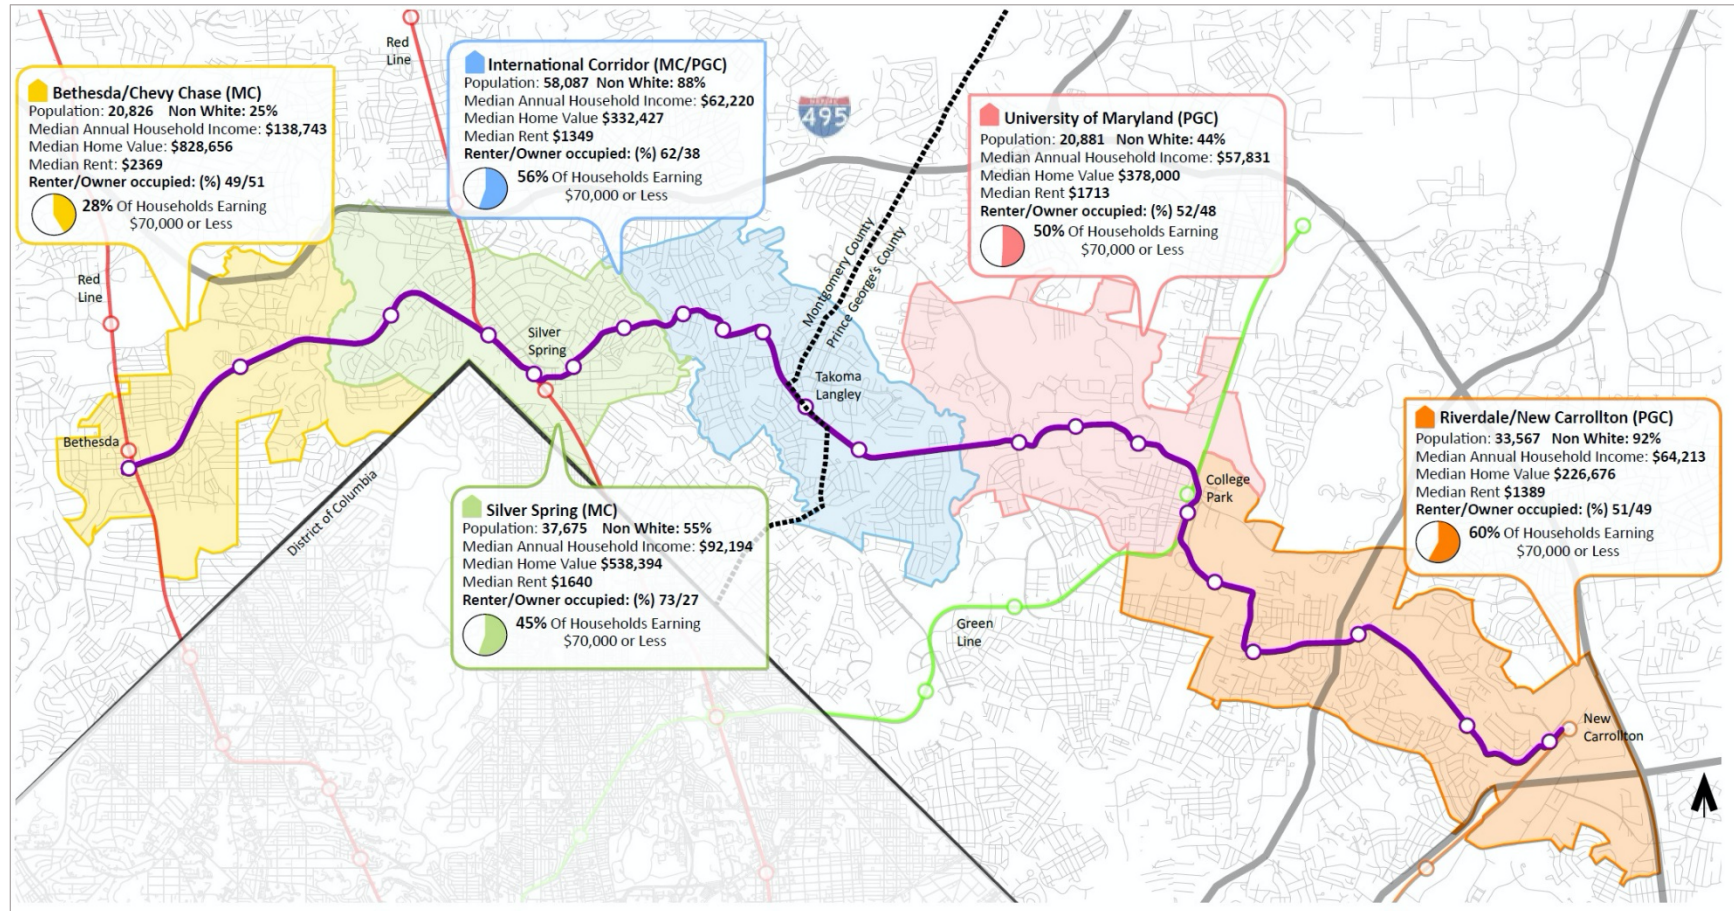 Bethesda/Chevy Chase (MC)
Population: 20,826 Non White: 25%
Median Annual Household Income: $138,743
Median Home Value: $828,656
Median Rent: $2369
Renter/Owner occupied: (%) 49/51
28% Of Households Earning
$70,000 or Less
Red
Line
International Corridor (MC/PGC)
Population: 58,087 Non White: 88%
Median Annual Household Income: $62,220
Median Home Value $332,427
Median Rent $1349
Renter/Owner occupied: (%) 62/38
56% Of Households Earning
$70,000 or Less
495
University of Maryland (PGC)
Population: 20,881 Non White: 44%
Median Annual Household Income: $57,831
Median Home Value $378,000
Median Rent $1713
Renter/Owner occupied: (%) 52/48
50% Of Households Earning
$70,000 or Less
Montgomery County
Prince George's County
Red
Line
Silver
Spring
Takoma
Langley
Bethesda
District of Columbia
College
Park
Riverdale/New Carrollton (PGC)
Population: 33,567 Non White: 92%
Median Annual Household Income: $64,213
Median Home Value $226,676
Median Rent $1389
Renter/Owner occupied: (%) 51/49
60% Of Households Earning
$70,000 or Less
Silver Spring (MC)
Population: 37,675 Non White: 55%
Median Annual Household Income: $92,194
Median Home Value $538,394
Median Rent $1640
Renter/Owner occupied: (%) 73/27
45% Of Households Earning
$70,000 or Less
Green
Line
New
Carrollton